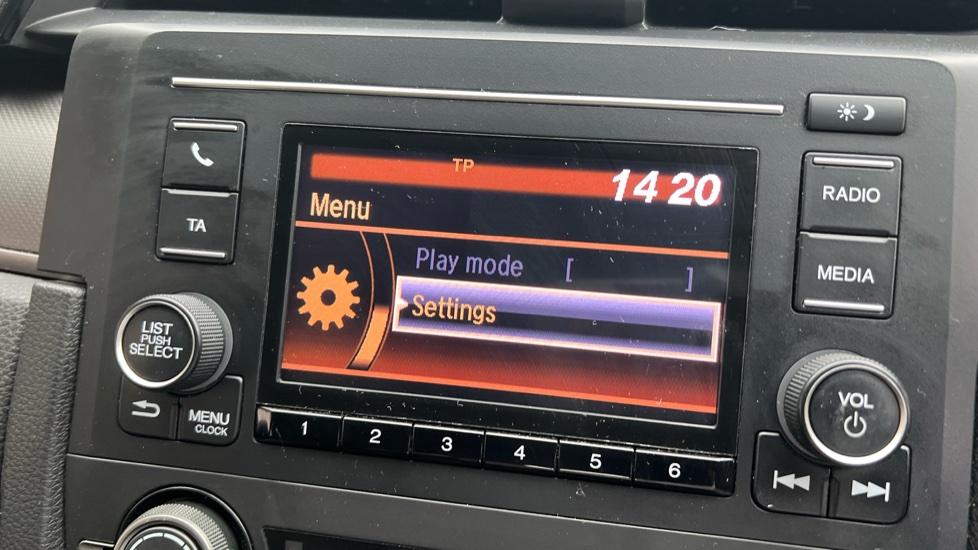 TP
14 20
Menu
Play mode [ ]
Settings
TA
RADIO
MEDIA
LIST
PUSH
SELECT
MENU
CLOCK
VOL
1 2 3 4 5 6